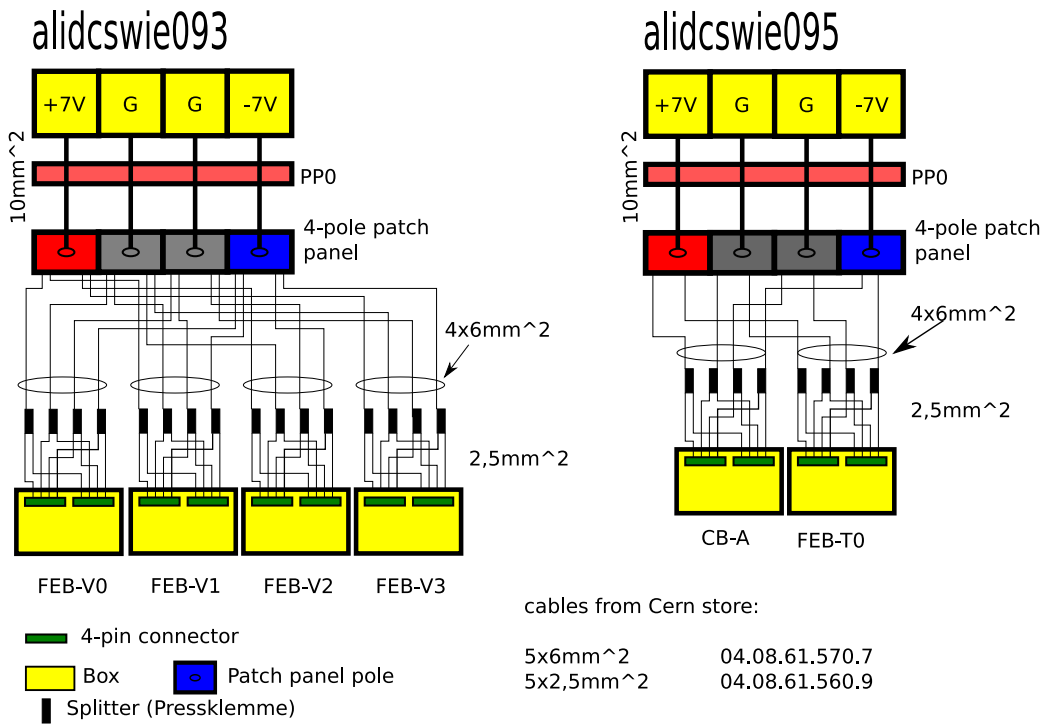 alidcswie093
+7V G G -7V
10mm^2
PP0
4-pole patch
panel
4x6mm^2
2,5mm^2
FEB-V0 FEB-V1 FEB-V2 FEB-V3
alidcswie095
+7V G G -7V
10mm^2
PP0
4-pole patch
panel
4x6mm^2
2,5mm^2
CB-A FEB-T0
4-pin connector
Box Patch panel pole
Splitter (Pressklemme)
cables from Cern store:
5x6mm^2 04.08.61.570.7
5x2,5mm^2 04.08.61.560.9